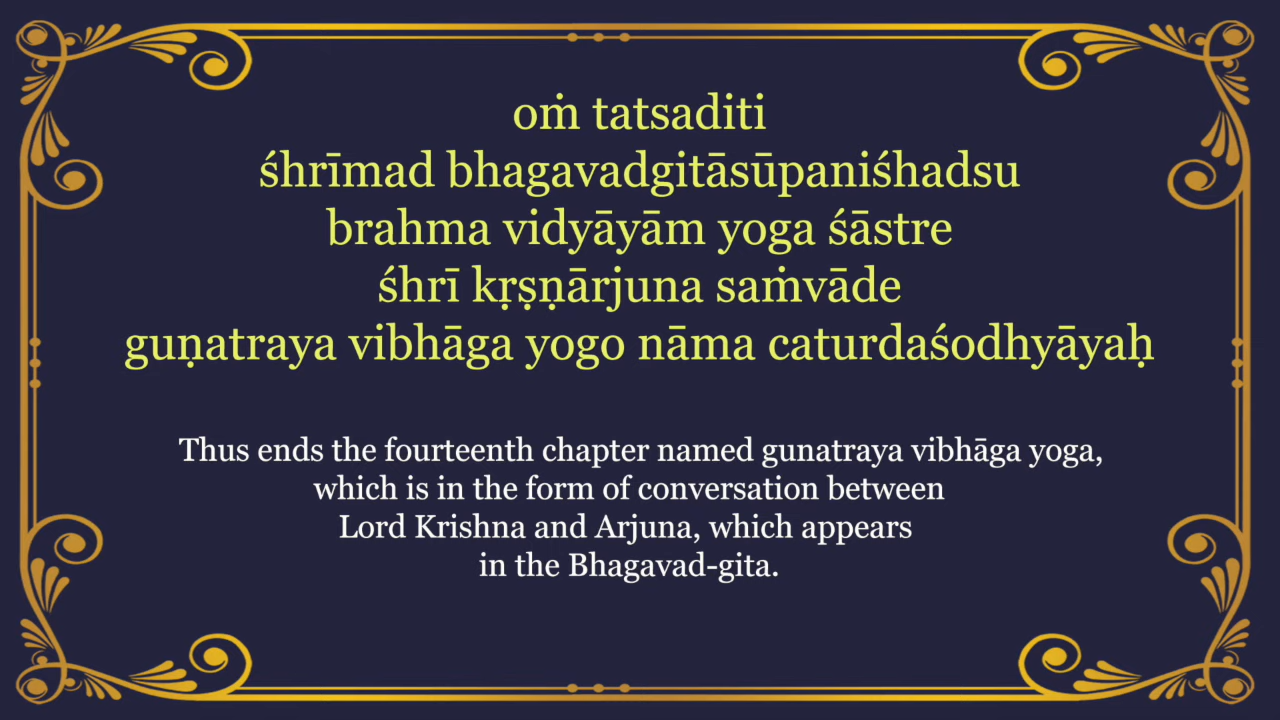 oṁ tatsaditi
śhrīmad bhagavadgitāsūpaniśhadsu
brahma vidyāyām yoga śāstre
śhrī kṛṣṇārjuna saṁvāde
guṇatraya vibhāga yogo nāma caturdaśodhyāyaḥ
Thus ends the fourteenth chapter named gunatraya vibhāga yoga,
which is in the form of conversation between
Lord Krishna and Arjuna, which appears
in the Bhagavad-gita.